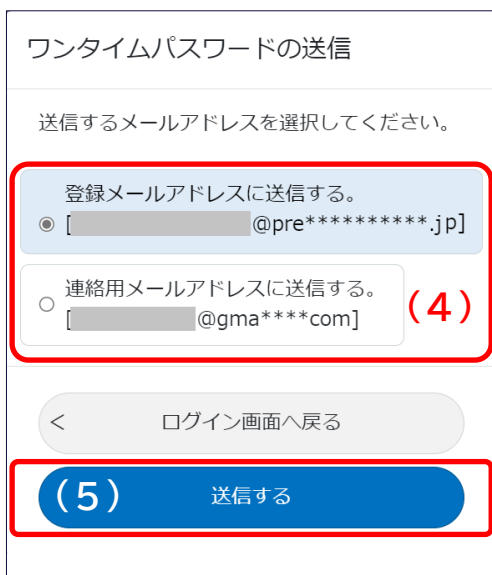 ワンタイムパスワードの送信
送信するメールアドレスを選択してください。
登録メールアドレスに送信する。
[ @pre**********.jp]
連絡用メールアドレスに送信する。
[ @gma****com]
(4)
< ログイン画面へ戻る
(5) 送信する